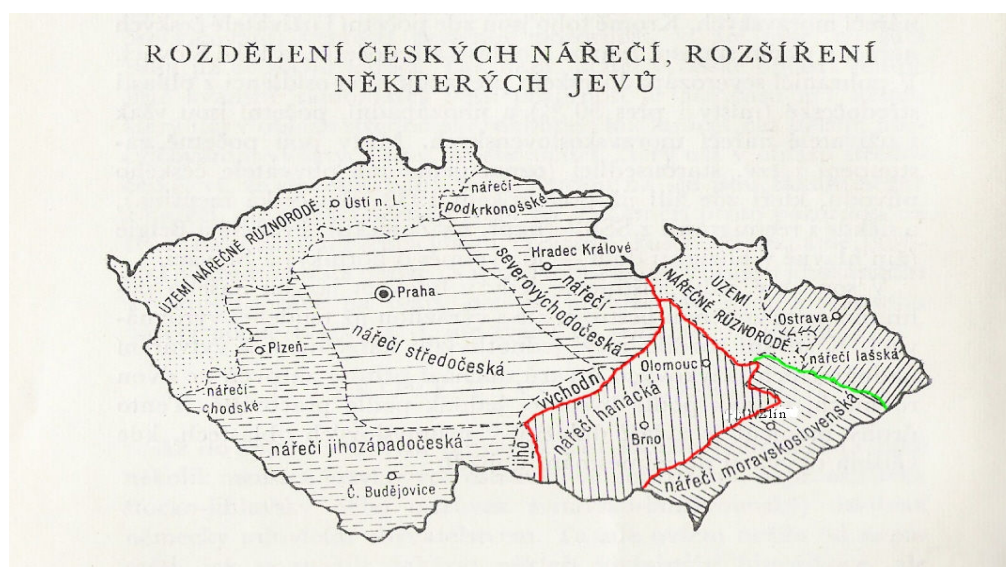 ROZDĚLENÍ ČESKÝCH NÁŘEČÍ, ROZŠÍŘENÍ
NĚKTERÝCH JEVŮ
ÚZEMÍ NÁŘEČNĚ RŮZNORODÉ
Ústí n. L.
nářečí
podkrkonošské
Hradec Králové
nářečí
severovýchodočeská
Praha
nářečí středočeská
Plzeň
nářečí
chodské
nářečí jihozápadočeská
Č. Budějovice
jiho
východn
ÚZEMÍ
NÁŘEČNĚ RŮZNORODÉ
Ostrava
nářečí lašská
Olomouc
nářečí hanácká
Brno
Zlín
nářečí moravskoslovenská